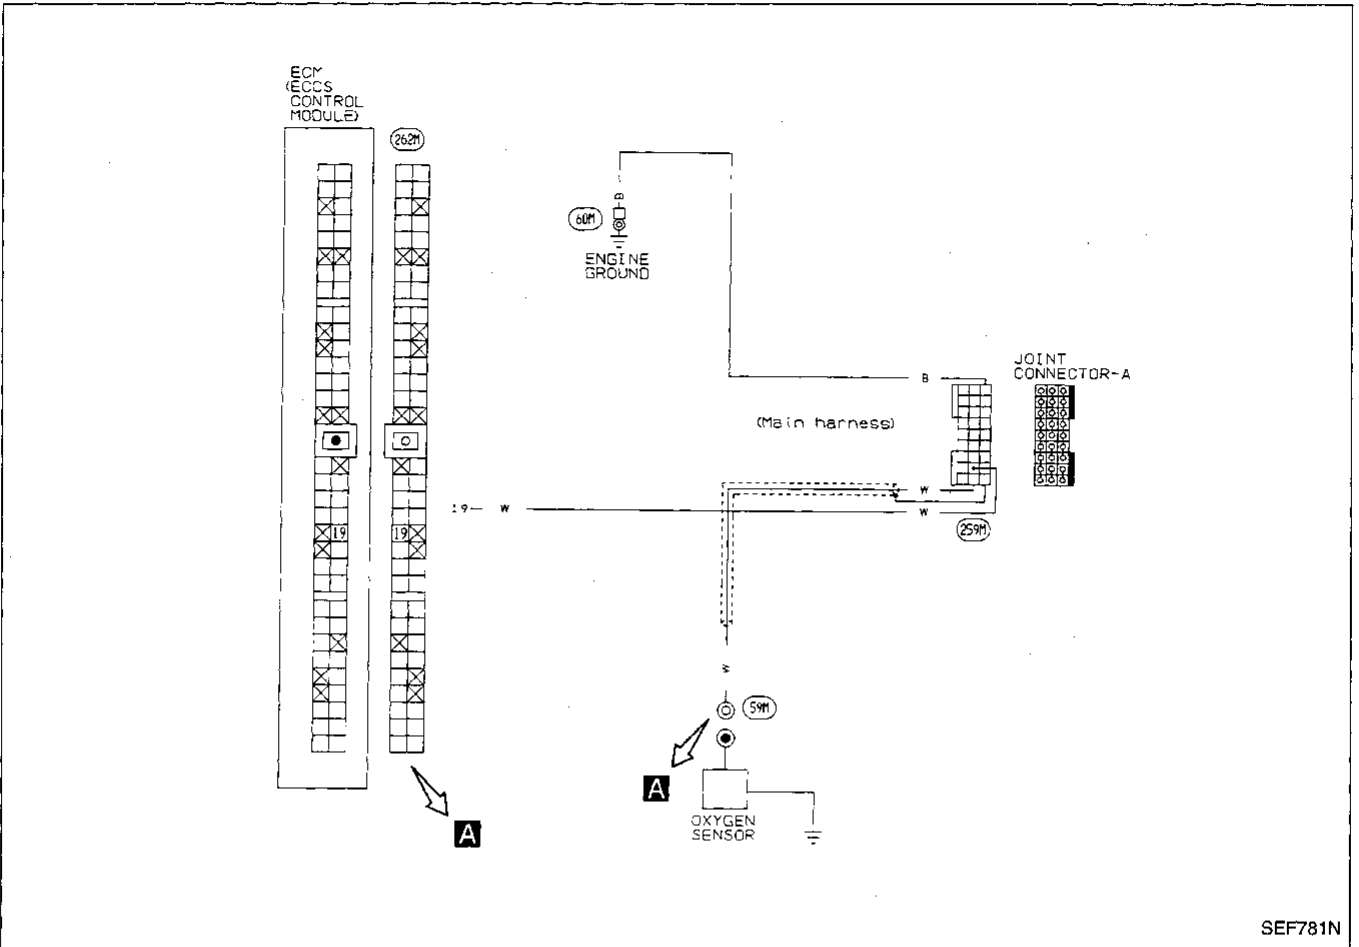 ECM
(ECCS
CONTROL
MODULE)
262M
60M
B
ENGINE
GROUND
B
JOINT
CONNECTOR-A
(Main harness)
W
19
W
W
259M
19
19
W
59M
A
OXYGEN
SENSOR
A
SEF781N